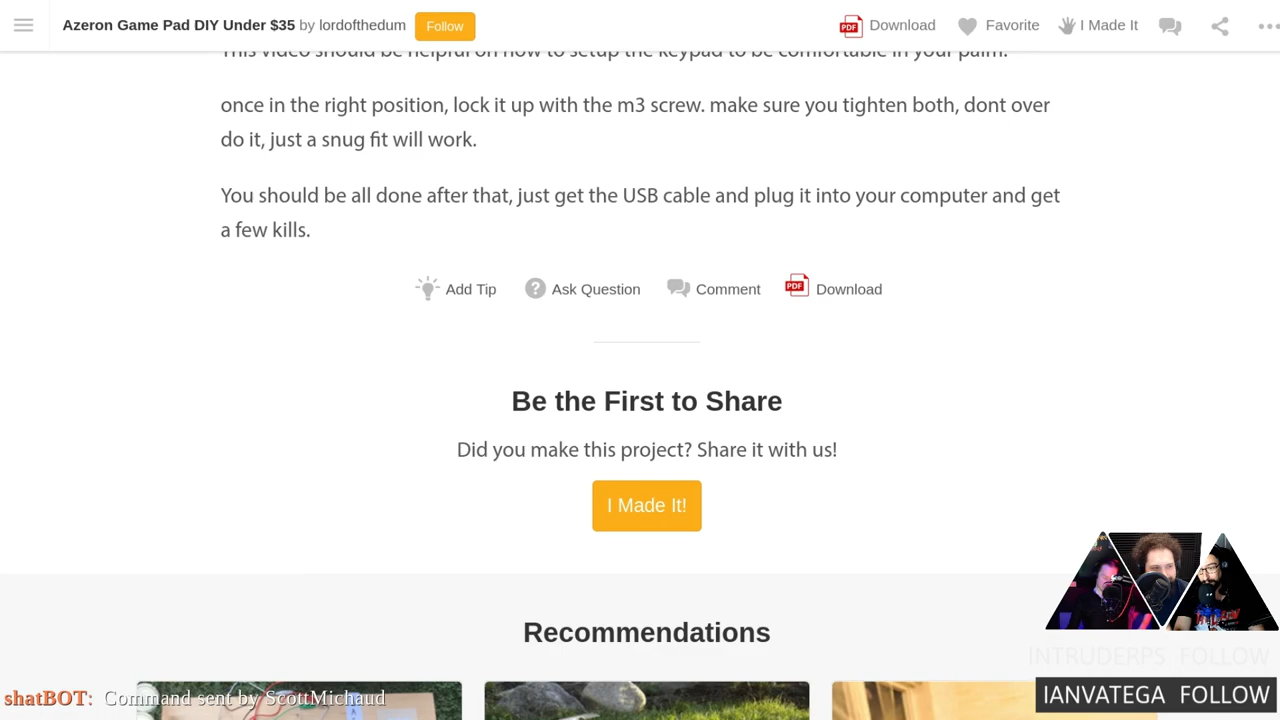 Azeron Game Pad DIY Under $35 by lordofthedum Follow Download Favorite I Made It
This video should be helpful on how to setup the keypad to be comfortable in your palm.
once in the right position, lock it up with the m3 screw. make sure you tighten both, dont over
do it, just a snug fit will work.
You should be all done after that, just get the USB cable and plug it into your computer and get
a few kills.
Add Tip Ask Question Comment Download
Be the First to Share
Did you make this project? Share it with us!
I Made It!
Recommendations
INTRUDERPS FOLLOW
shatBOT: Command sent by ScottMichaud
IANVATEGA FOLLOW